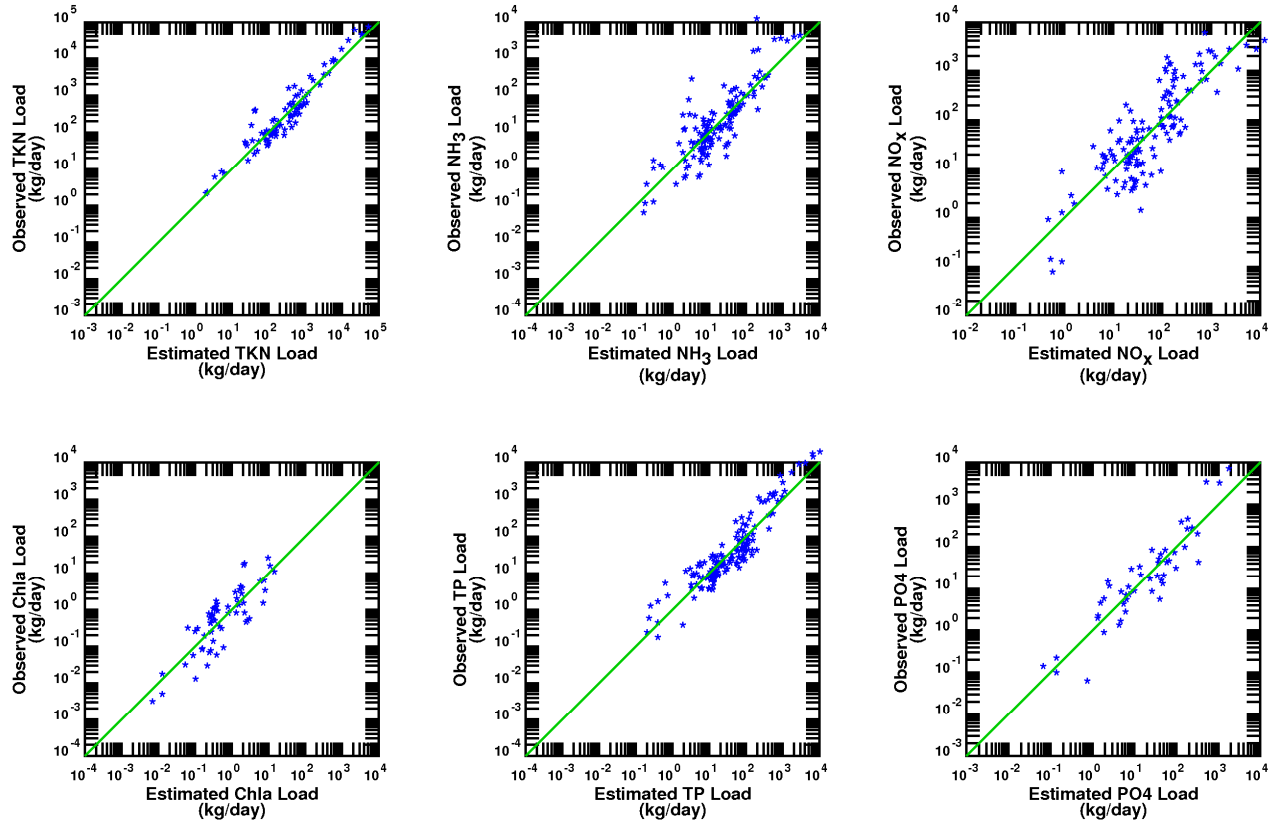 10^5
10^4
10^3
10^2
10^1
10^0
10^-1
10^-2
10^-3
Observed TKN Load
(kg/day)
10^-3 10^-2 10^-1 10^0 10^1 10^2 10^3 10^4 10^5
Estimated TKN Load
(kg/day)
10^4
10^3
10^2
10^1
10^0
10^-1
10^-2
10^-3
10^-4
Observed NH3 Load
(kg/day)
10^-4 10^-3 10^-2 10^-1 10^0 10^1 10^2 10^3 10^4
Estimated NH3 Load
(kg/day)
10^4
10^3
10^2
10^1
10^0
10^-1
10^-2
Observed NOx Load
(kg/day)
10^-2 10^-1 10^0 10^1 10^2 10^3 10^4
Estimated NOx Load
(kg/day)
10^4
10^3
10^2
10^1
10^0
10^-1
10^-2
10^-3
10^-4
Observed Chla Load
(kg/day)
10^-4 10^-3 10^-2 10^-1 10^0 10^1 10^2 10^3 10^4
Estimated Chla Load
(kg/day)
10^4
10^3
10^2
10^1
10^0
10^-1
10^-2
10^-3
10^-4
Observed TP Load
(kg/day)
10^-4 10^-3 10^-2 10^-1 10^0 10^1 10^2 10^3 10^4
Estimated TP Load
(kg/day)
10^4
10^3
10^2
10^1
10^0
10^-1
10^-2
10^-3
Observed PO4 Load
(kg/day)
10^-3 10^-2 10^-1 10^0 10^1 10^2 10^3 10^4
Estimated PO4 Load
(kg/day)